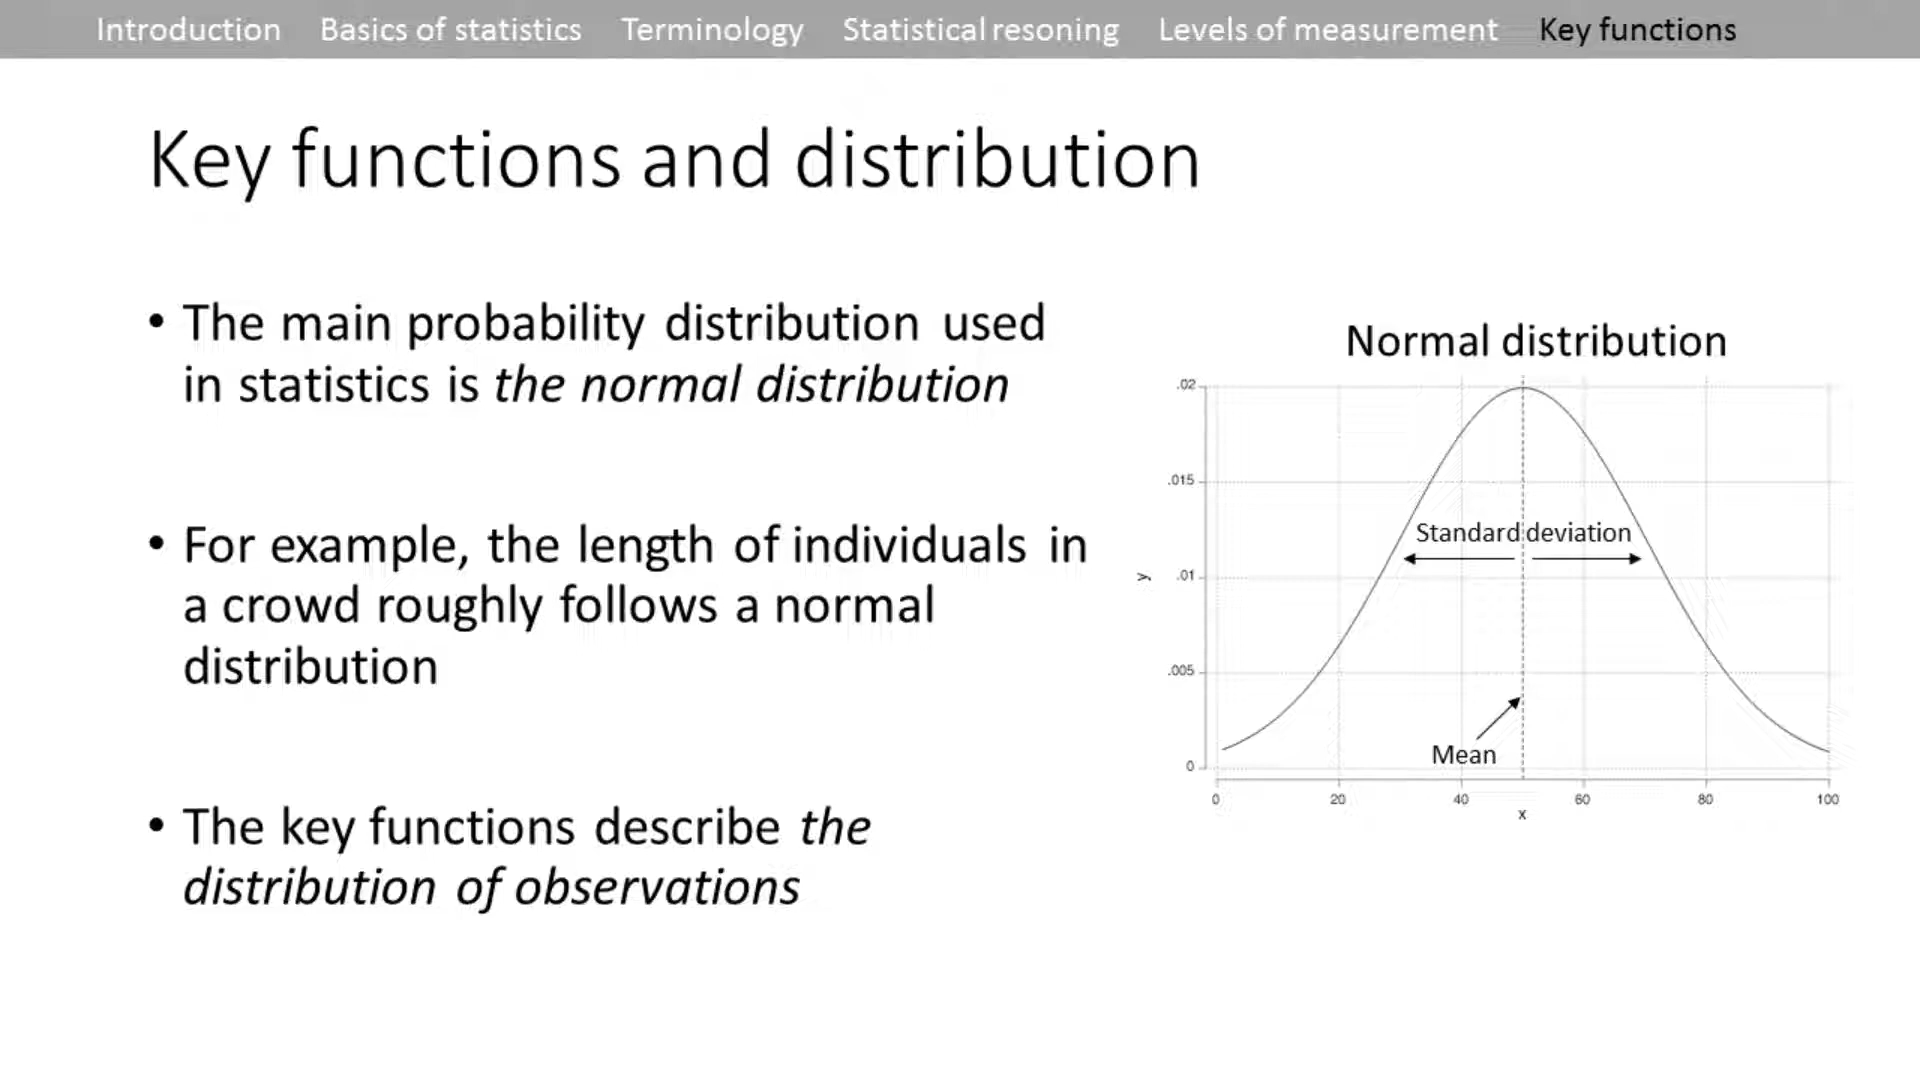 Introduction Basics of statistics Terminology Statistical resoning Levels of measurement Key functions
Key functions and distribution
• The main probability distribution used
in statistics is the normal distribution
• For example, the length of individuals in
a crowd roughly follows a normal
distribution
• The key functions describe the
distribution of observations
Normal distribution
.02
.015
Standard deviation
.01
y
.005
Mean
0
0 20 40 60 80 100
x